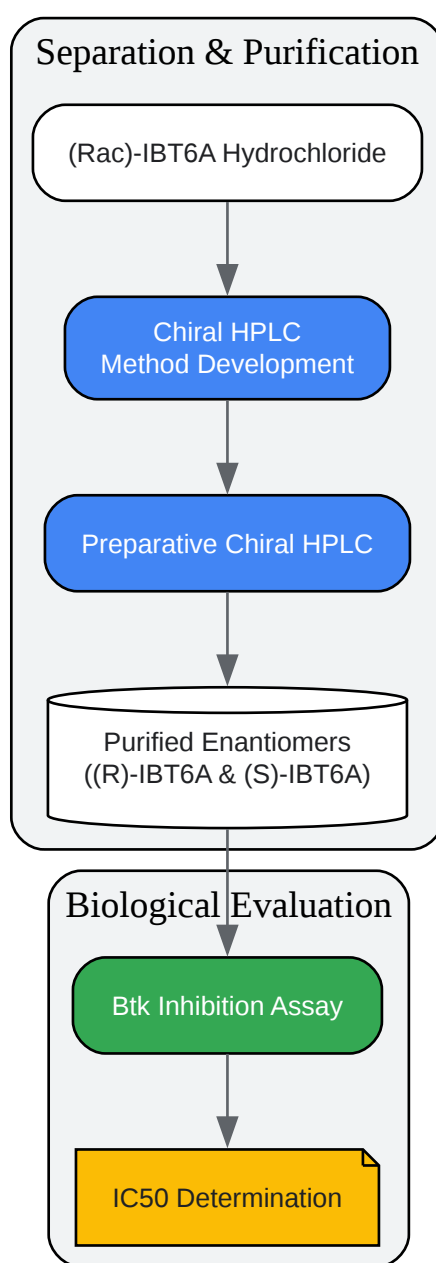 Separation & Purification
(Rac)-IBT6A Hydrochloride
Chiral HPLC
Method Development
Preparative Chiral HPLC
Purified Enantiomers
((R)-IBT6A & (S)-IBT6A)
Biological Evaluation
Btk Inhibition Assay
IC50 Determination